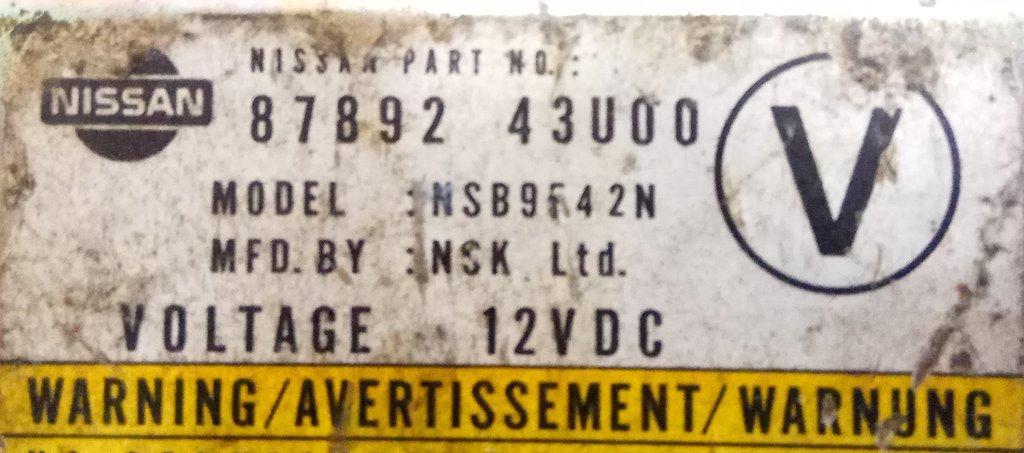 NISSAN PART NO.:
NISSAN
87892 43U00
V
MODEL :NSB9F42N
MFD.BY :NSK Ltd.
VOLTAGE 12VDC
WARNING/AVERTISSEMENT/WARNUNG